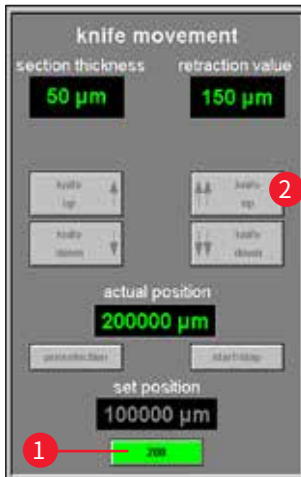 knife movement
section thickness retraction value
50 µm 150 µm
knife up knife up 2
knife down knife down
actual position
200000 µm
preselection start/stop
set position
100000 µm
1 200